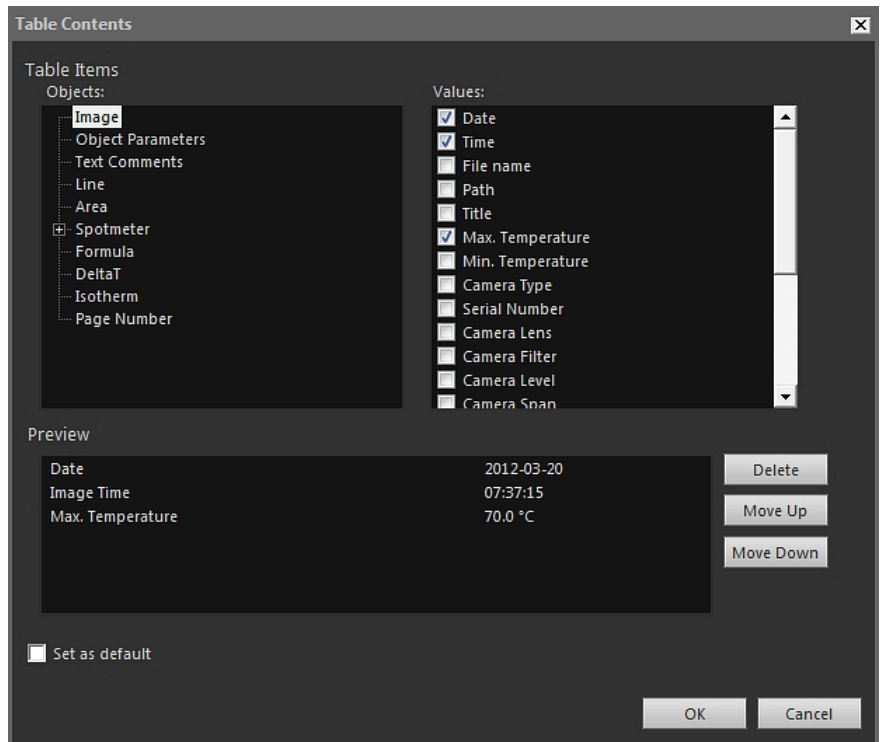 Table Contents
Table Items
Objects:
Image
Object Parameters
Text Comments
Line
Area
Spotmeter
Formula
DeltaT
Isotherm
Page Number
Values:
Date
Time
File name
Path
Title
Max. Temperature
Min. Temperature
Camera Type
Serial Number
Camera Lens
Camera Filter
Camera Level
Camera Span
Preview
Date 2012-03-20
Image Time 07:37:15
Max. Temperature 70.0 °C
Delete
Move Up
Move Down
Set as default
OK Cancel